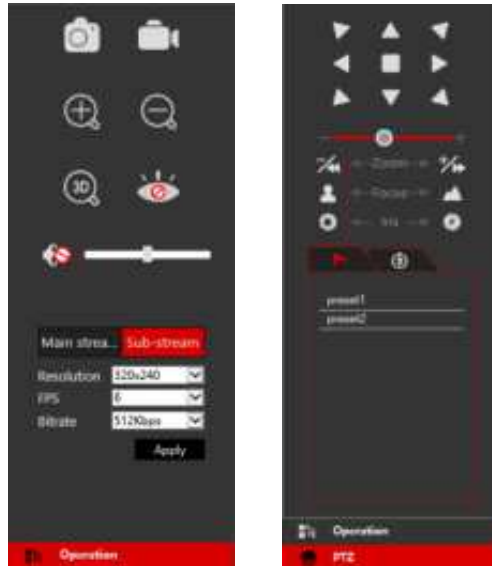 3D
Main strea... Sub-stream
Resolution 320x240
FPS 6
Bitrate 512Kbps
Apply
Operation
Zoom
Focus
Iris
preset1
preset2
Operation
PTZ